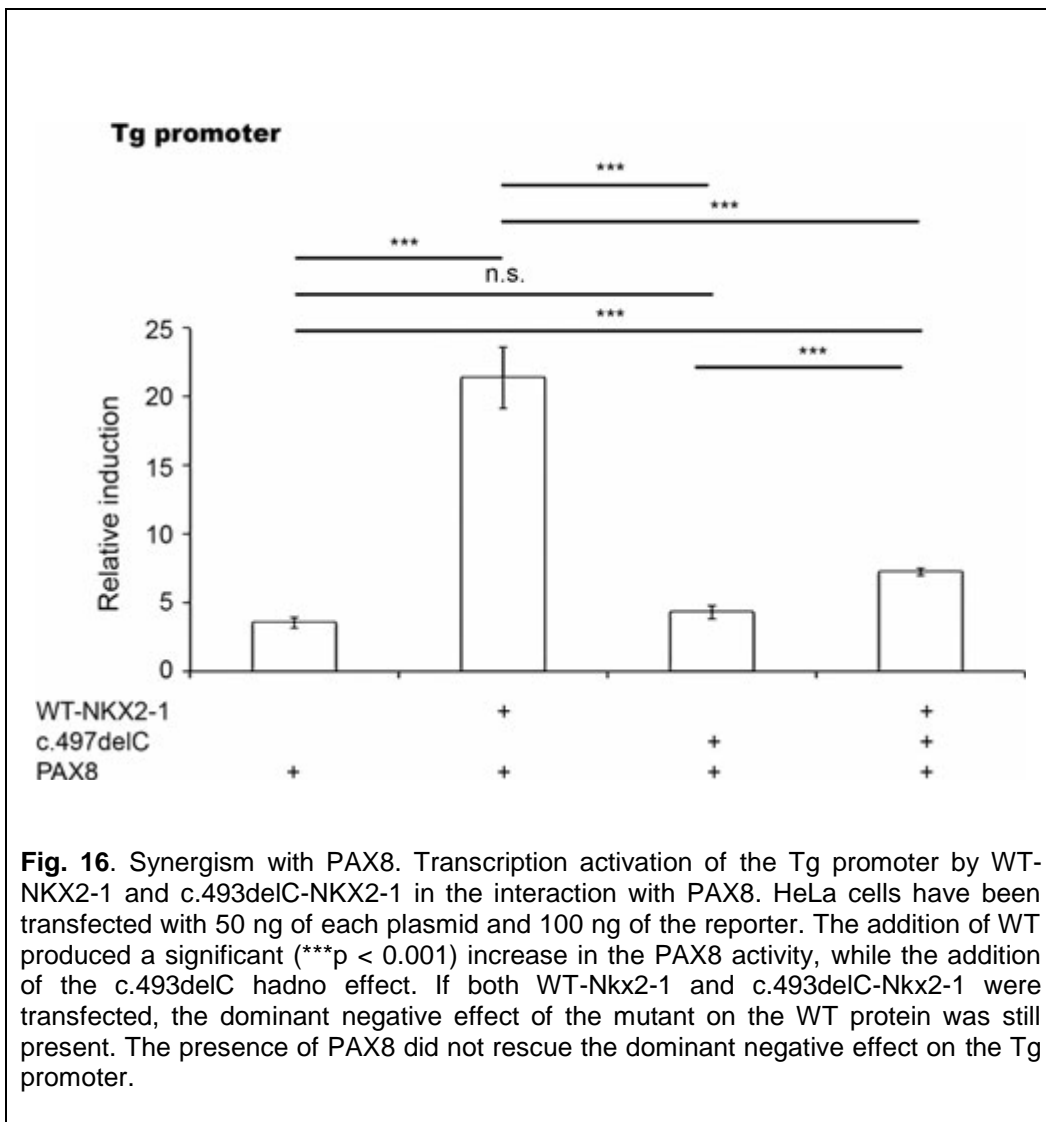 Tg promoter
***
***
***
n.s.
***
***
25
20
15
10
5
0
Relative induction
WT-NKX2-1 + +
c.497delC + +
PAX8 + + + +
Fig. 16. Synergism with PAX8. Transcription activation of the Tg promoter by WT-
NKX2-1 and c.493delC-NKX2-1 in the interaction with PAX8. HeLa cells have been
transfected with 50 ng of each plasmid and 100 ng of the reporter. The addition of WT
produced a significant (***p < 0.001) increase in the PAX8 activity, while the addition
of the c.493delC hadno effect. If both WT-Nkx2-1 and c.493delC-Nkx2-1 were
transfected, the dominant negative effect of the mutant on the WT protein was still
present. The presence of PAX8 did not rescue the dominant negative effect on the Tg
promoter.